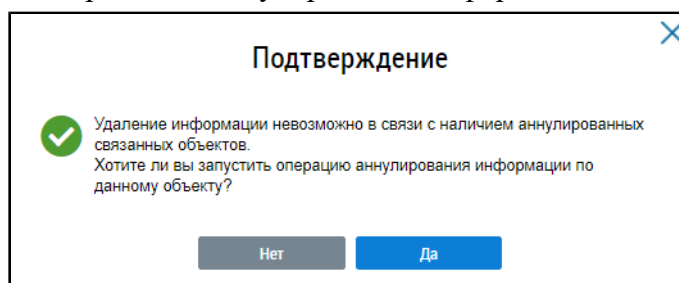 Подтверждение
Удаление информации невозможно в связи с наличием аннулированных
связанных объектов.
Хотите ли вы запустить операцию аннулирования информации по
данному объекту?
Нет
Да